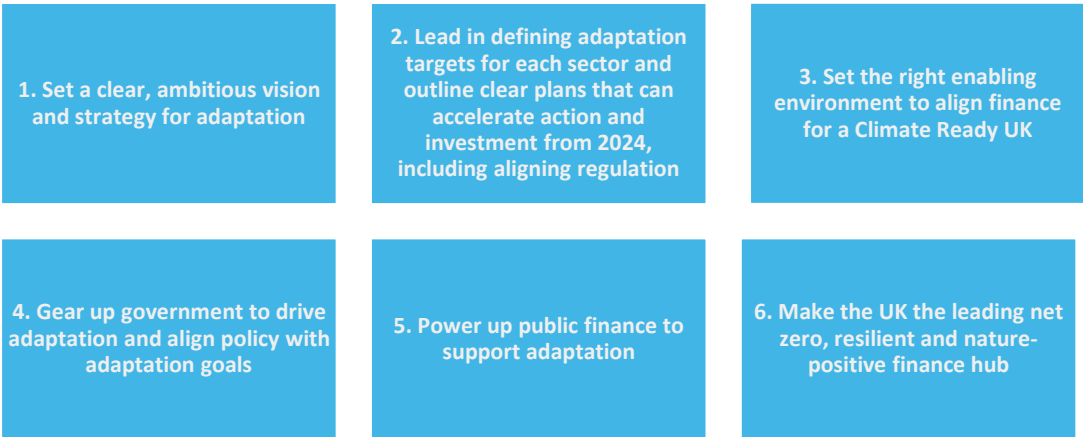 1. Set a clear, ambitious vision
and strategy for adaptation
2. Lead in defining adaptation
targets for each sector and
outline clear plans that can
accelerate action and
investment from 2024,
including aligning regulation
3. Set the right enabling
environment to align finance
for a Climate Ready UK
4. Gear up government to drive
adaptation and align policy with
adaptation goals
5. Power up public finance to
support adaptation
6. Make the UK the leading net
zero, resilient and nature-
positive finance hub